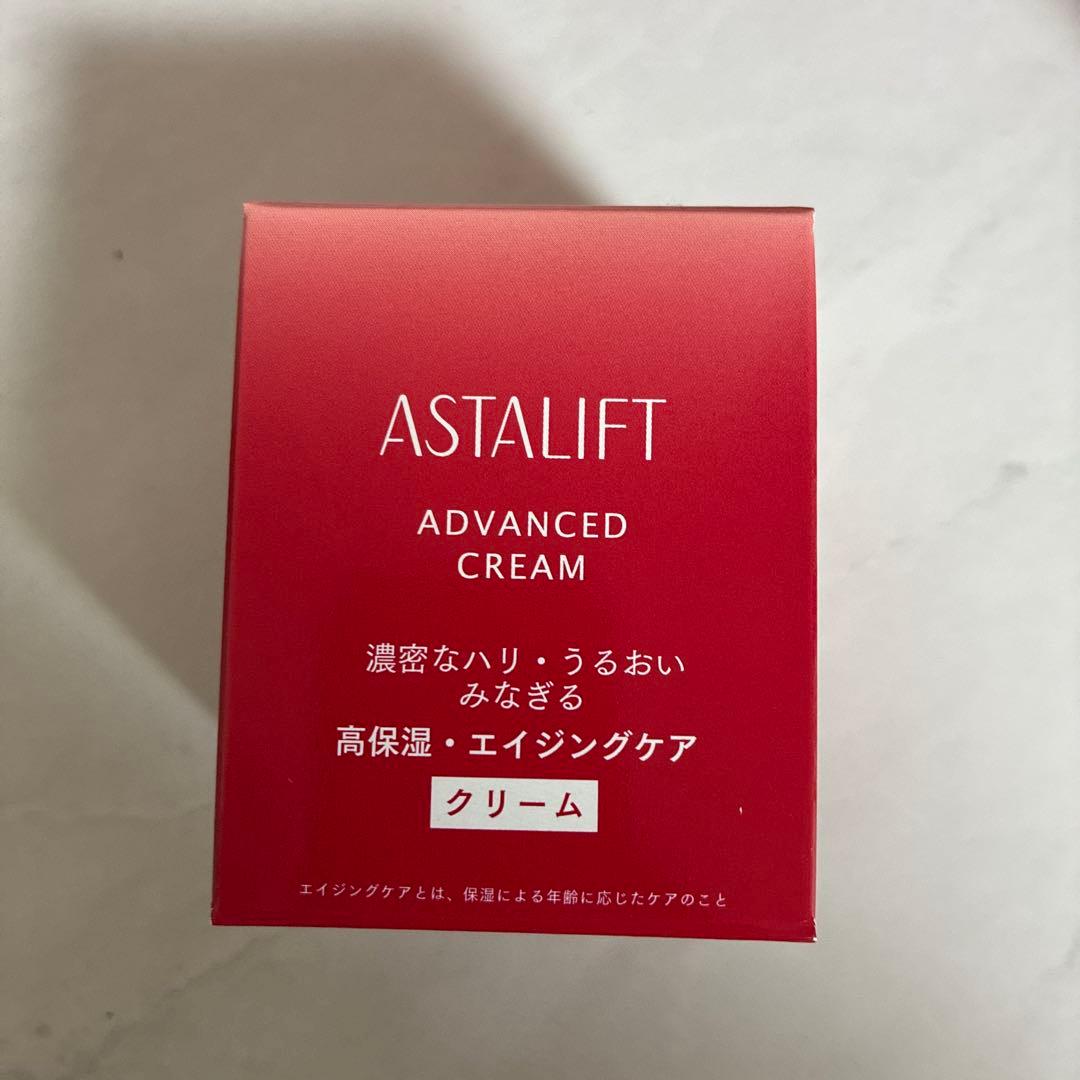 ASTALIFT
ADVANCED
CREAM
濃密なハリ・うるおい
みなぎる
高保湿・エイジングケア
クリーム
エイジングケアとは、保湿による年齢に応じたケアのこと